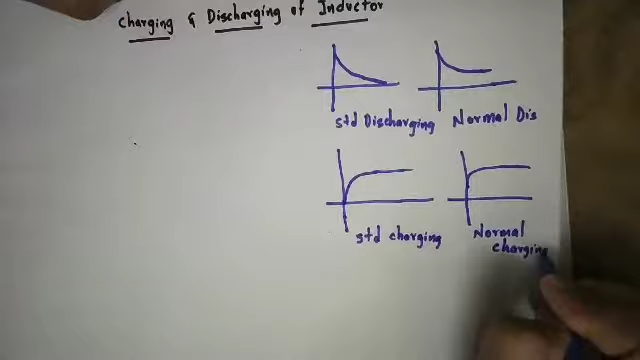 Charging & Discharging of Inductor
Std Discharging
Normal Dis
Std charging
Normal
charging